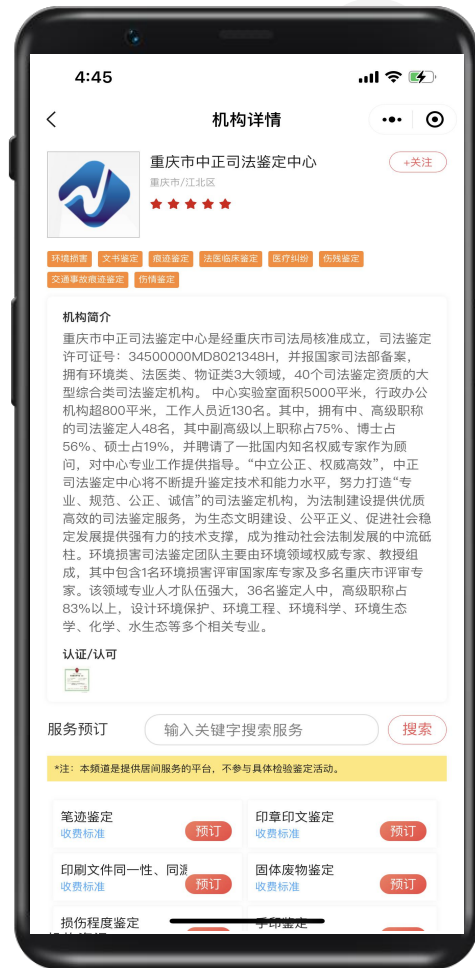 4:45
机构详情
重庆市中正司法鉴定中心
+关注
重庆市/江北区
环境损害 文书鉴定 痕迹鉴定 法医临床鉴定 医疗纠纷 伤残鉴定
交通事故痕迹鉴定 伤情鉴定
机构简介
重庆市中正司法鉴定中心是经重庆市司法局核准成立，司法鉴定
许可证号：34500000MD8021348H，并报国家司法部备案，
拥有环境类、法医类、物证类3大领域，40个司法鉴定资质的大
型综合类司法鉴定机构。 中心实验室面积5000平米，行政办公
机构超800平米，工作人员近130名。其中，拥有中、高级职称
的司法鉴定人48名，其中副高级以上职称占75%、博士占
56%、硕士占19%，并聘请了一批国内知名权威专家作为顾
问，对中心专业工作提供指导。“中立公正、权威高效”，中正
司法鉴定中心将不断提升鉴定技术和能力水平，努力打造“专
业、规范、公正、诚信”的司法鉴定机构，为法制建设提供优质
高效的司法鉴定服务，为生态文明建设、公平正义、促进社会稳
定发展提供强有力的技术支撑，成为推动社会法制发展的中流砥
柱。环境损害司法鉴定团队主要由环境领域权威专家、教授组
成，其中包含1名环境损害评审国家库专家及多名重庆市评审专
家。该领域专业人才队伍强大，36名鉴定人中，高级职称占
83%以上，设计环境保护、环境工程、环境科学、环境生态
学、化学、水生态等多个相关专业。
认证/认可
服务预订 输入关键字搜索服务 搜索
*注：本频道是提供居间服务的平台，不参与具体检验鉴定活动。
笔迹鉴定 印章印文鉴定
收费标准 预订 收费标准 预订
印刷文件同一性、同源 固体废物鉴定
收费标准 预订 收费标准 预订
损伤程度鉴定 手印鉴定